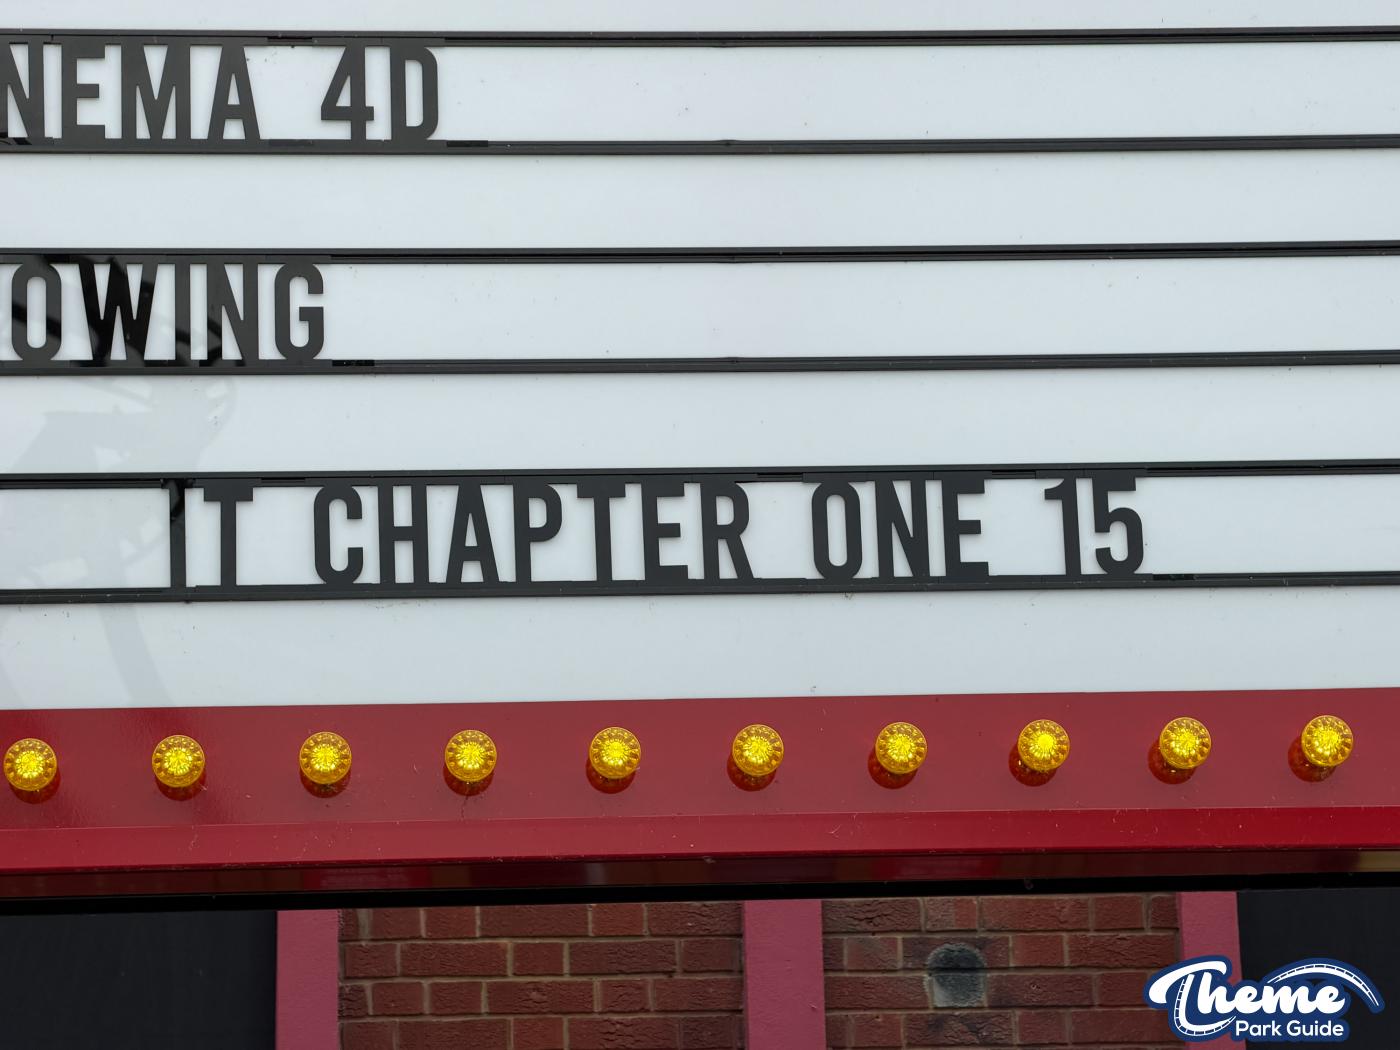 NEMA 4D
OWING
IT CHAPTER ONE 15
Theme
Park Guide